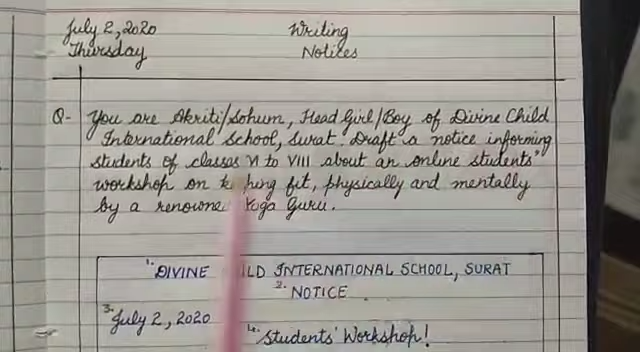 July 2, 2020
Thursday
Writing
Notices
Q- You are Akriti/Sohum, Head Girl/Boy of Divine Child
International School, Surat. Draft a notice informing
students of classes VI to VIII about an online students'
workshop on fit, physically and mentally
by a Yoga Guru.
1. DIVINE INTERNATIONAL SCHOOL, SURAT
2. NOTICE
3. July 2, 2020
4. Students' Workshop!